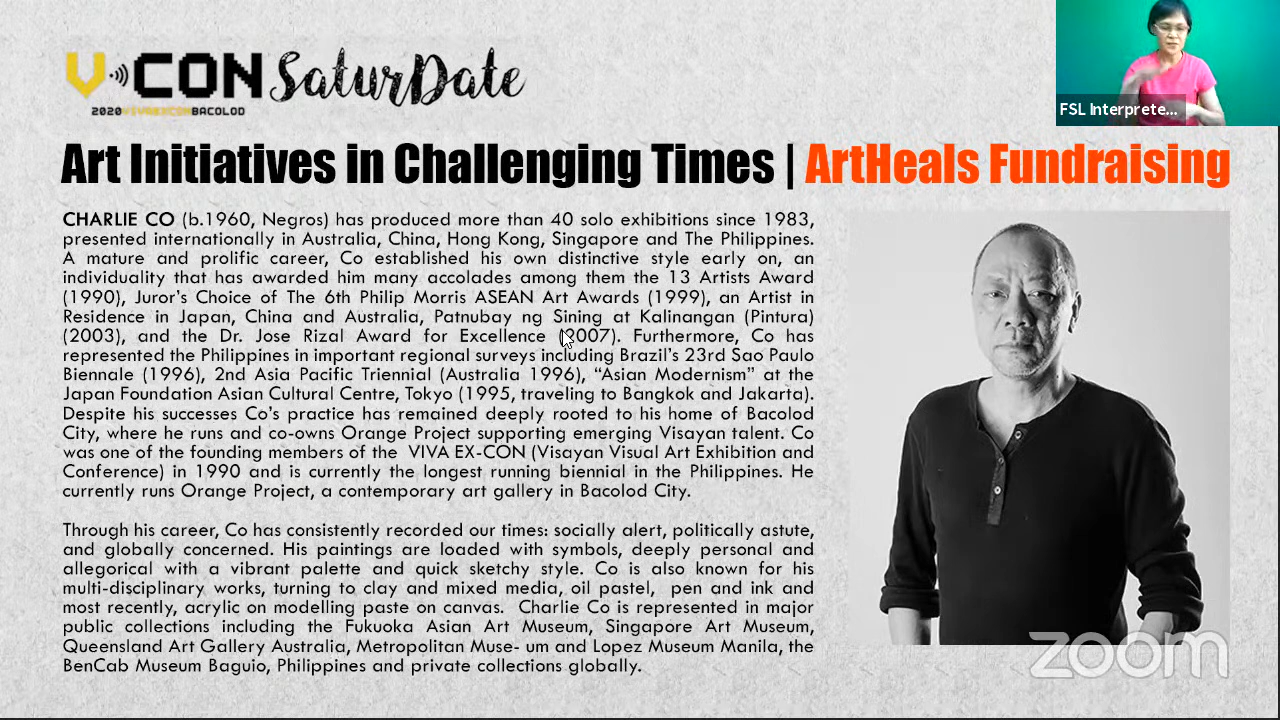 V CON SaturDate
2020VIVAEXCONBACOLOD
FSL Interprete...
Art Initiatives in Challenging Times | ArtHeals Fundraising
CHARLIE CO (b.1960, Negros) has produced more than 40 solo exhibitions since 1983,
presented internationally in Australia, China, Hong Kong, Singapore and The Philippines.
A mature and prolific career, Co established his own distinctive style early on, an
individuality that has awarded him many accolades among them the 13 Artists Award
(1990), Juror's Choice of The 6th Philip Morris ASEAN Art Awards (1999), an Artist in
Residence in Japan, China and Australia, Patnubay ng Sining at Kalinangan (Pintura)
(2003), and the Dr. Jose Rizal Award for Excellence (2007). Furthermore, Co has
represented the Philippines in important regional surveys including Brazil's 23rd Sao Paulo
Biennale (1996), 2nd Asia Pacific Triennial (Australia 1996), “Asian Modernism” at the
Japan Foundation Asian Cultural Centre, Tokyo (1995, traveling to Bangkok and Jakarta).
Despite his successes Co's practice has remained deeply rooted to his home of Bacolod
City, where he runs and co-owns Orange Project supporting emerging Visayan talent. Co
was one of the founding members of the VIVA EX-CON (Visayan Visual Art Exhibition and
Conference) in 1990 and is currently the longest running biennial in the Philippines. He
currently runs Orange Project, a contemporary art gallery in Bacolod City.
Through his career, Co has consistently recorded our times: socially alert, politically astute,
and globally concerned. His paintings are loaded with symbols, deeply personal and
allegorical with a vibrant palette and quick sketchy style. Co is also known for his
multi-disciplinary works, turning to clay and mixed media, oil pastel, pen and ink and
most recently, acrylic on modelling paste on canvas. Charlie Co is represented in major
public collections including the Fukuoka Asian Art Museum, Singapore Art Museum,
Queensland Art Gallery Australia, Metropolitan Muse- um and Lopez Museum Manila, the
BenCab Museum Baguio, Philippines and private collections globally.
zoom